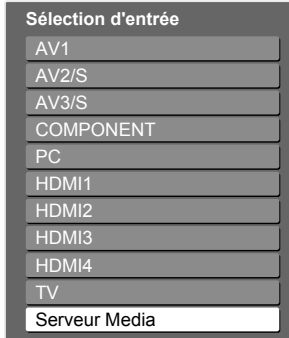 Sélection d'entrée
AV1
AV2/S
AV3/S
COMPONENT
PC
HDMI1
HDMI2
HDMI3
HDMI4
TV
Serveur Media